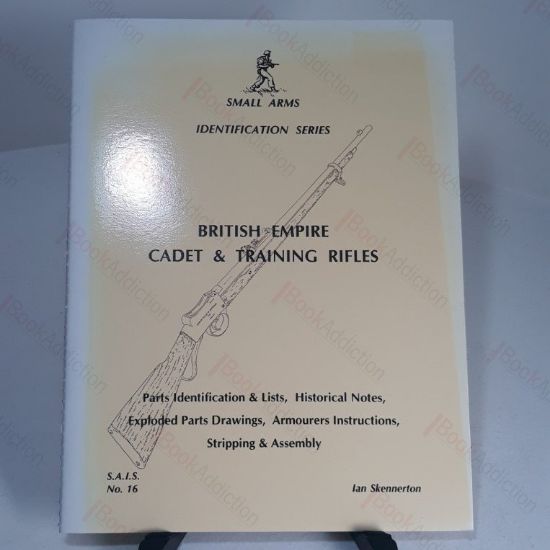 SMALL ARMS
IDENTIFICATION SERIES
BRITISH EMPIRE
CADET & TRAINING RIFLES
Parts Identification & Lists, Historical Notes,
Exploded Parts Drawings, Armourers Instructions,
Stripping & Assembly
S.A.I.S.
No. 16
Ian Skennerton
BookAddiction